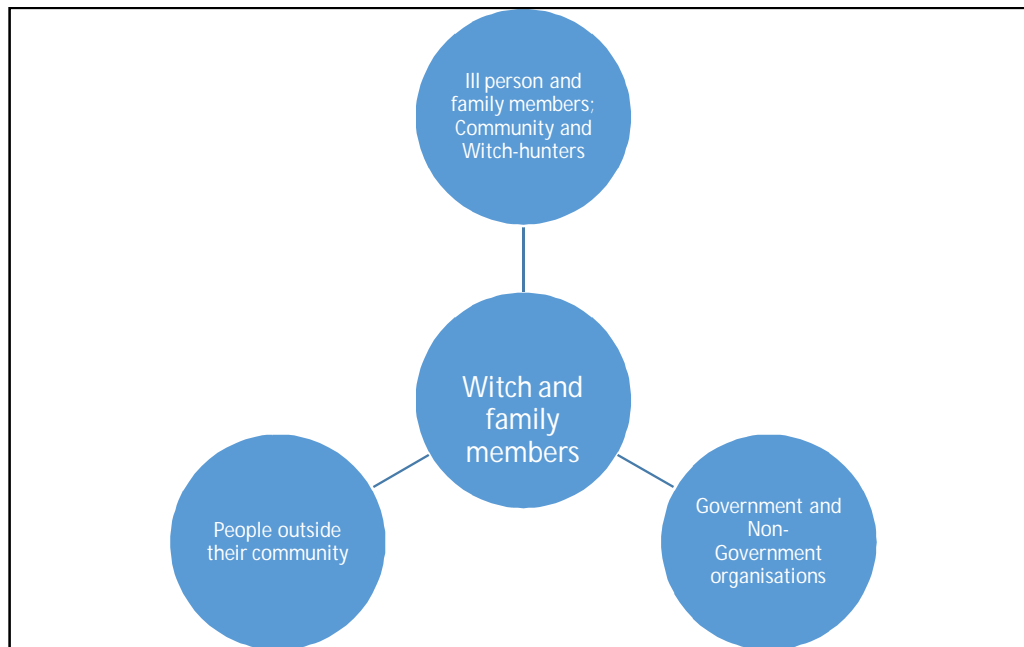 Ill person and
family members;
Community and
Witch-hunters
Witch and
family
members
People outside
their community
Government and
Non-
Government
organisations